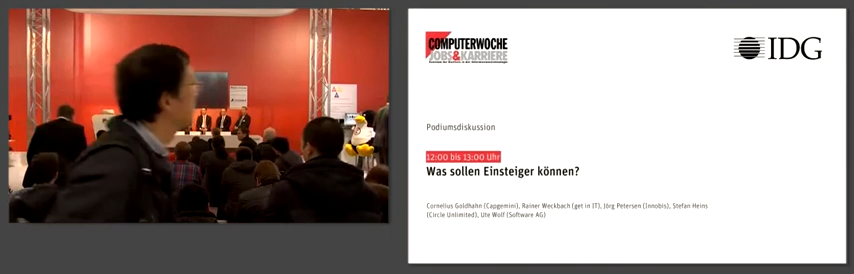 COMPUTERWOCHE
JOBS&KARRIERE
IDG
Podiumsdiskussion
12:00 bis 13:00 Uhr
Was sollen Einsteiger können?
Cornelius Goldhahn (Capgemini), Rainer Weckbach (get in IT), Jörg Petersen (Innobis), Stefan Heins
(Circle Unlimited), Ute Wolf (Software AG)